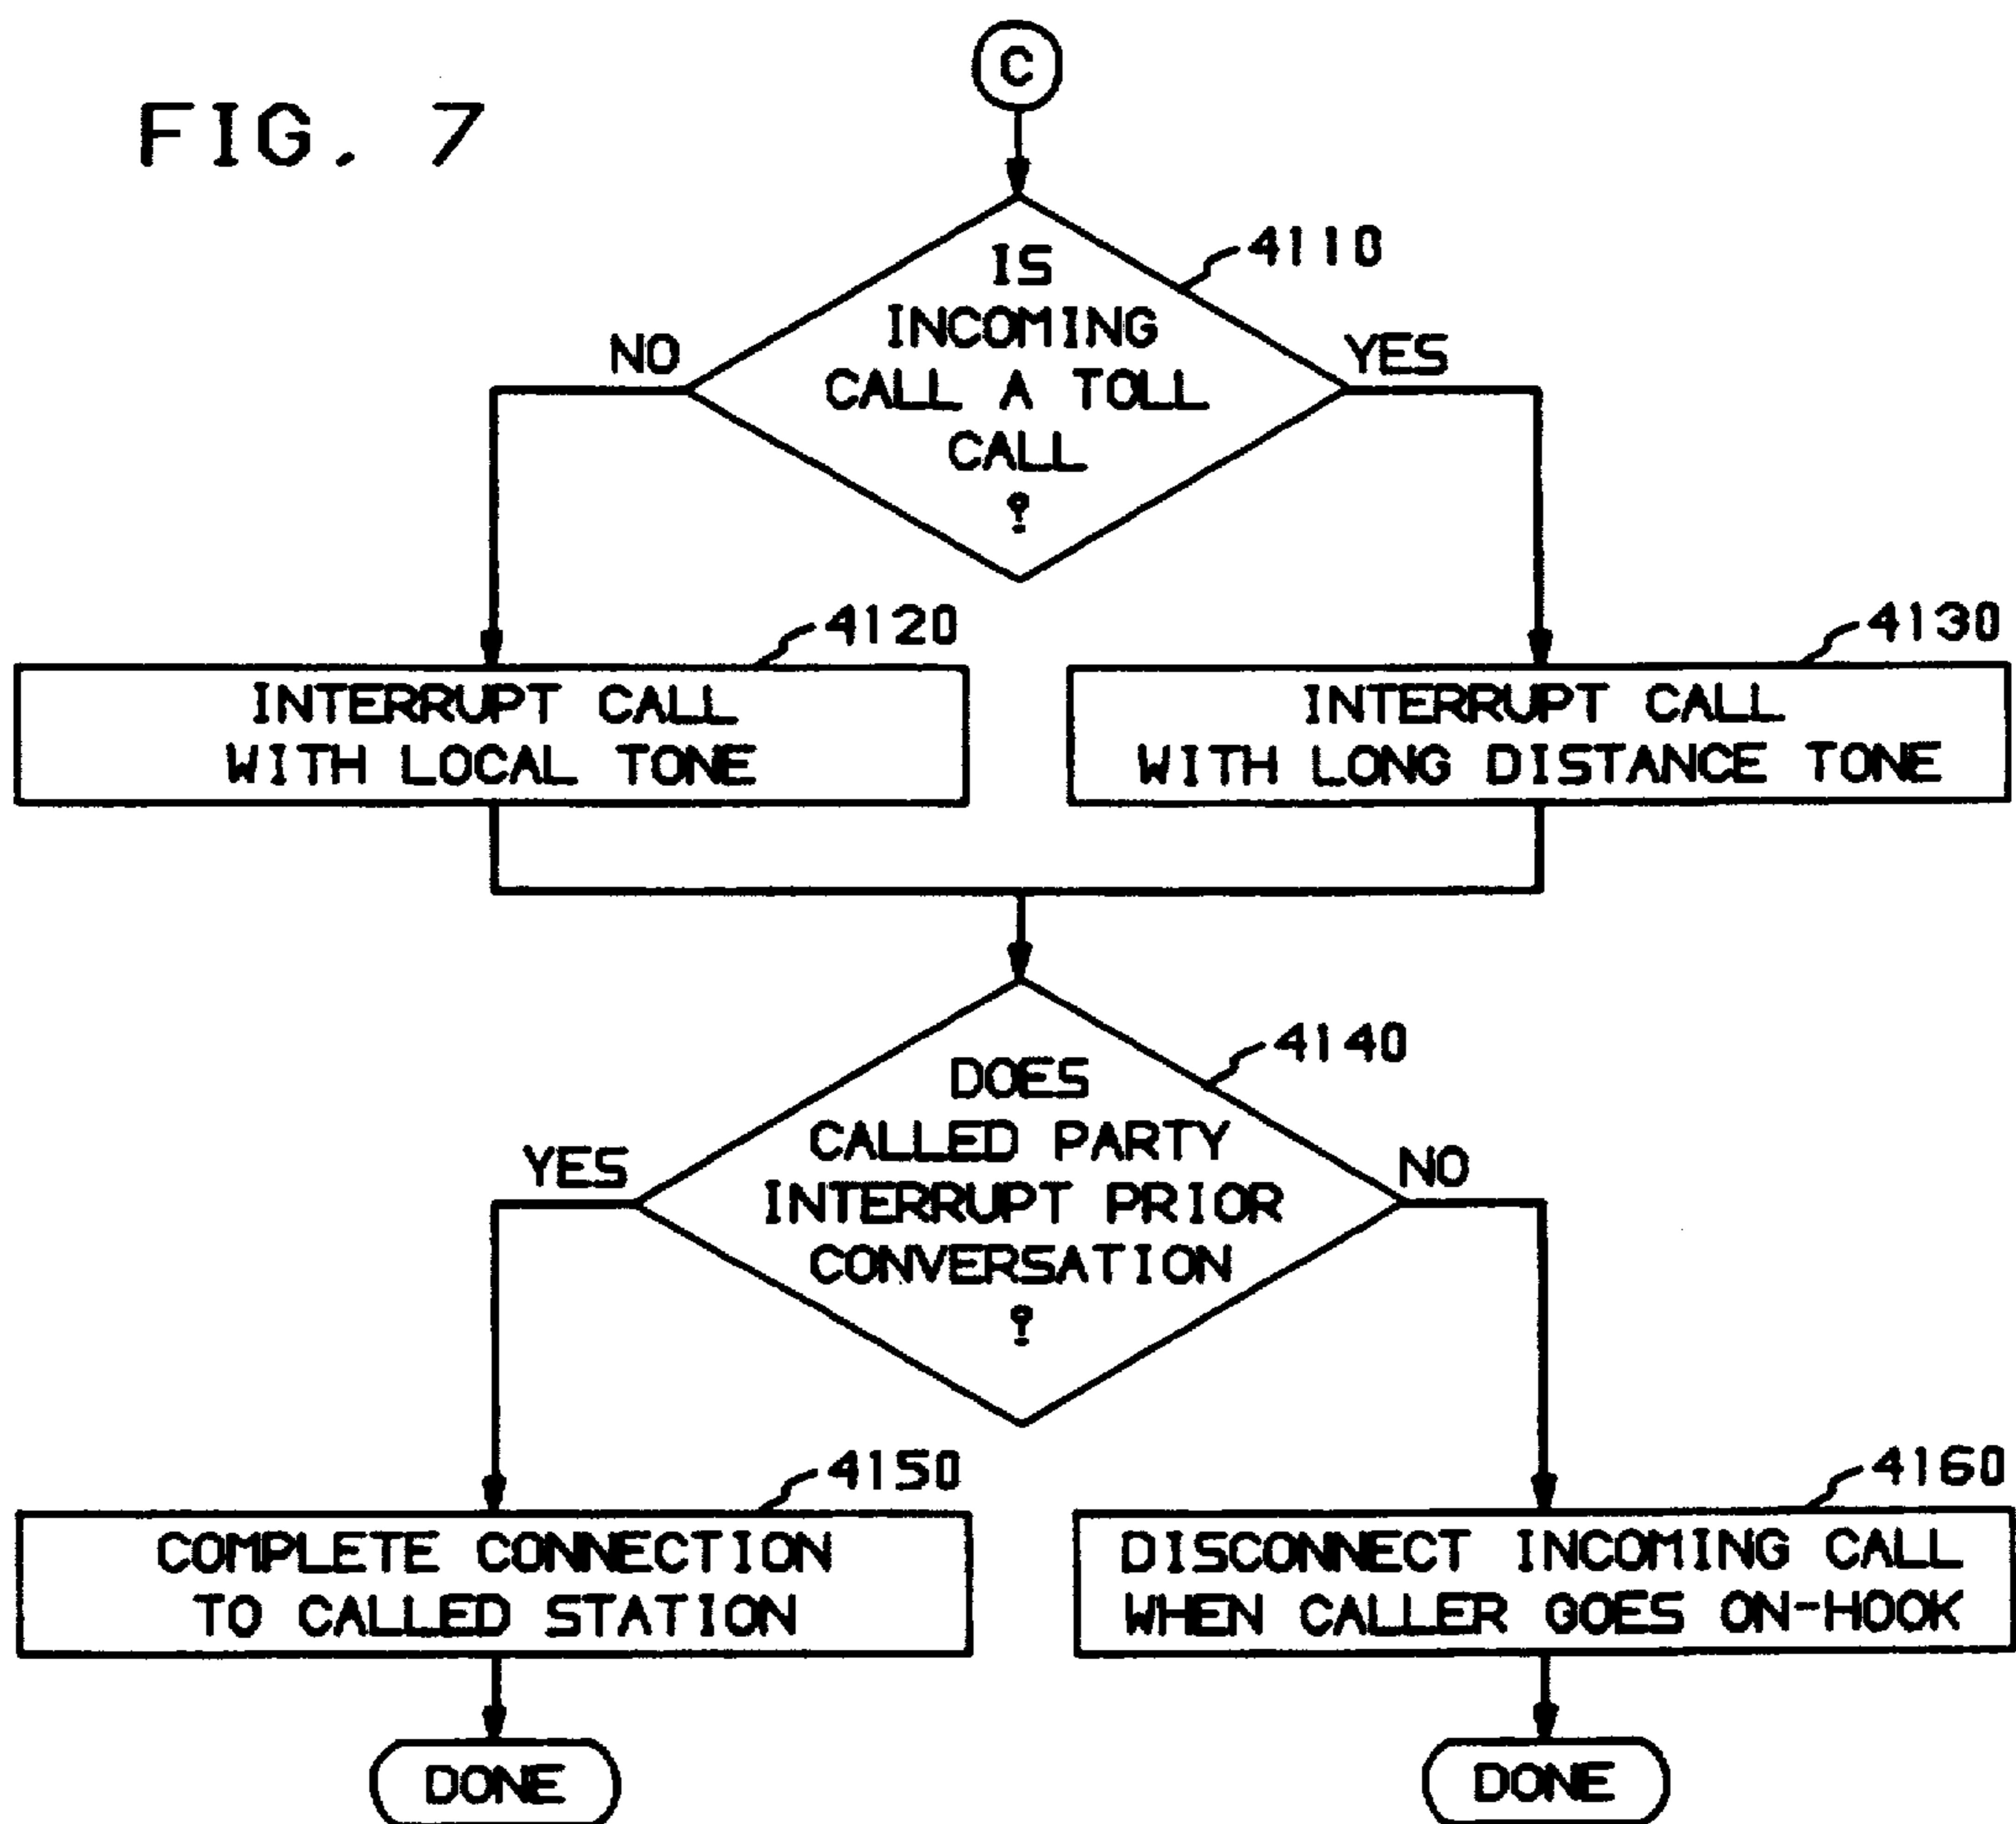 C
FIG. 7
4110
IS
INCOMING
CALL A TOLL
CALL
?
NO
YES
4120
4130
INTERRUPT CALL
WITH LOCAL TONE
INTERRUPT CALL
WITH LONG DISTANCE TONE
4140
DOES
CALLED PARTY
INTERRUPT PRIOR
CONVERSATION
?
YES
NO
4150
4160
COMPLETE CONNECTION
TO CALLED STATION
DISCONNECT INCOMING CALL
WHEN CALLER GOES ON-HOOK
DONE
DONE